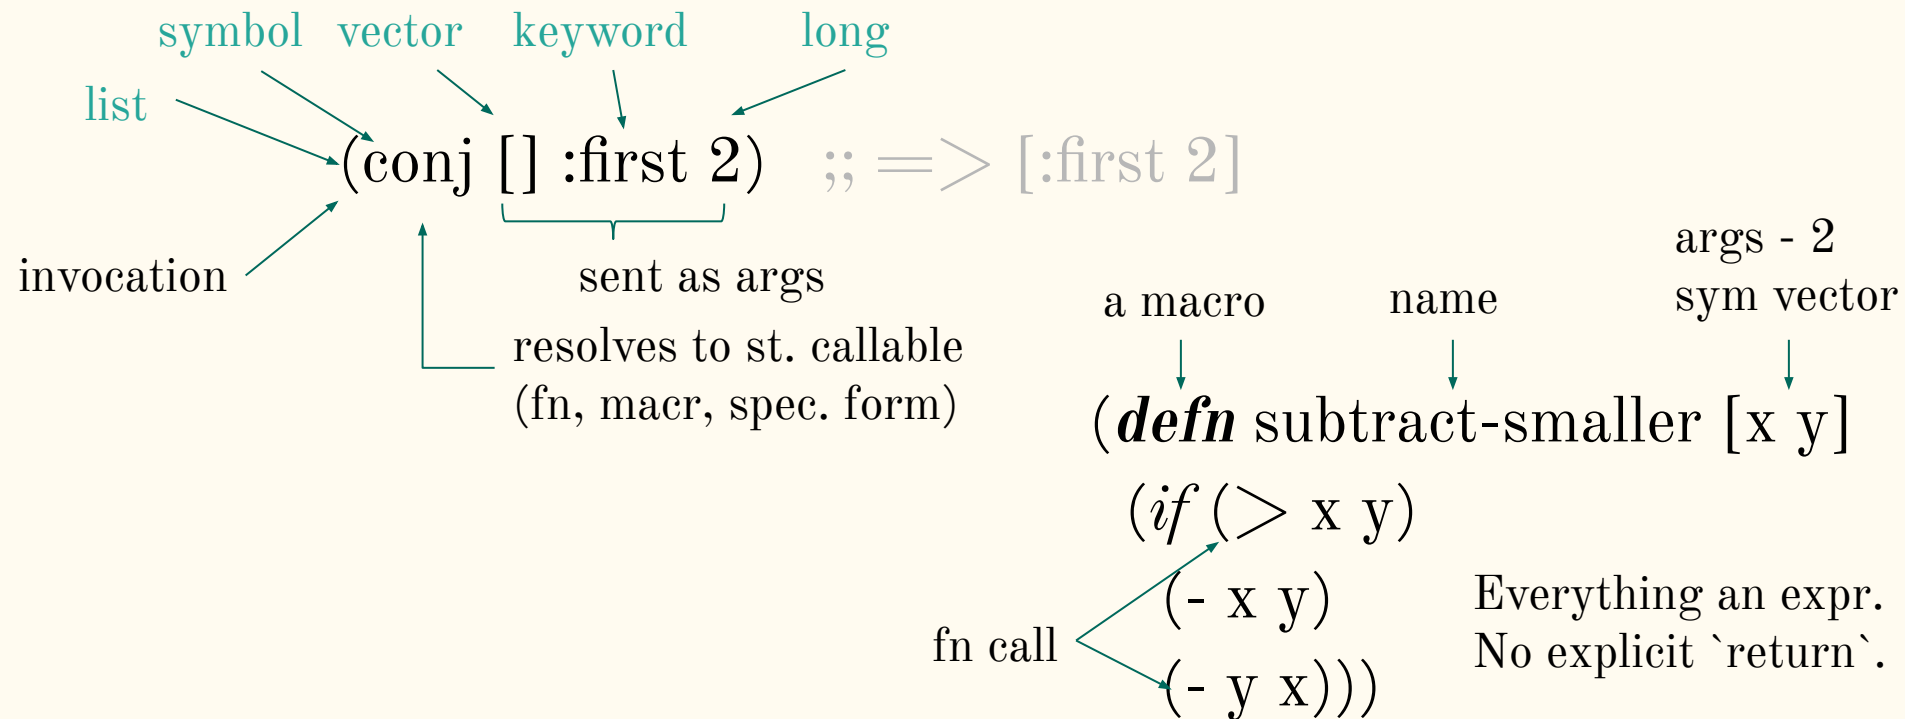 symbol vector keyword long
list
(conj [] :first 2) ;; => [:first 2]
invocation
sent as args
resolves to st. callable
(fn, macr, spec. form)
args - 2
sym vector
a macro
name
(defn subtract-smaller [x y]
(if (> x y)
(- x y)
(- y x)))
fn call
Everything an expr.
No explicit `return`.